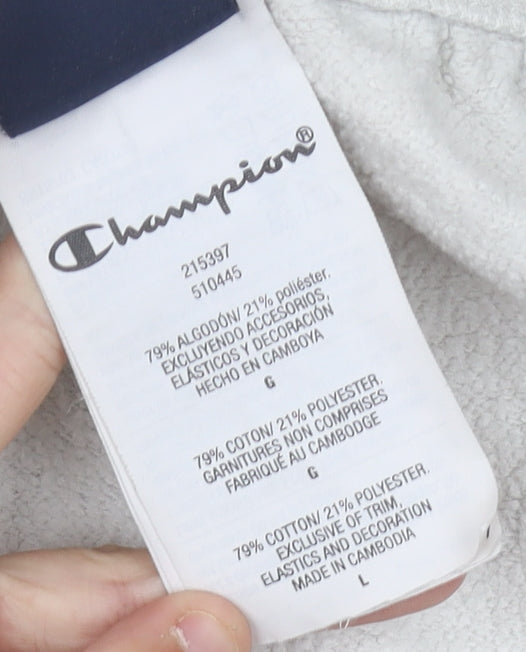 Champion®
215397
510445
79% ALGODÓN/ 21% poliéster.
EXCLUYENDO ACCESORIOS,
ELÁSTICOS Y DECORACIÓN
HECHO EN CAMBOYA
G
79% COTON/ 21% POLYESTER.
GARNITURES NON COMPRISES
FABRIQUÉ AU CAMBODGE
G
79% COTTON/ 21% POLYESTER.
EXCLUSIVE OF TRIM,
ELASTICS AND DECORATION
MADE IN CAMBODIA
L